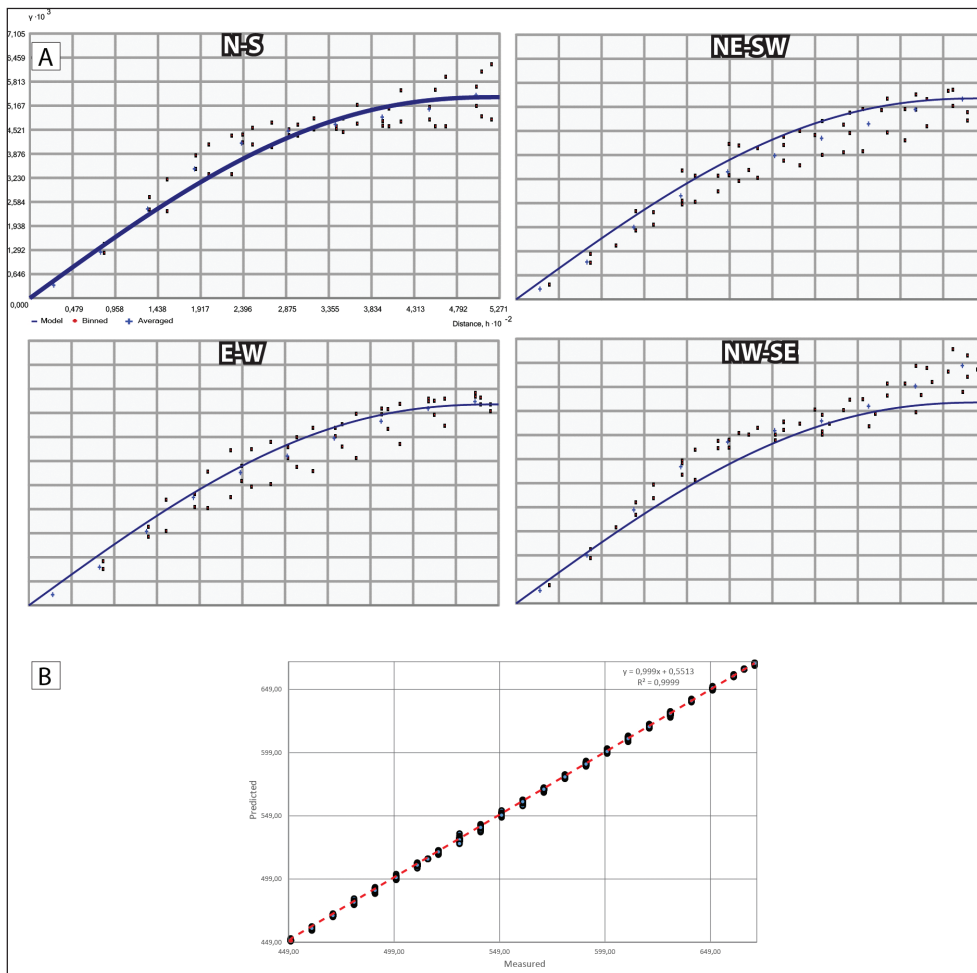 γ ·10 ³
A
N-S
NE-SW
7,105
6,459
5,813
5,167
4,521
3,876
3,230
2,584
1,938
1,292
0,646
0,000
0,479 0,958 1,438 1,917 2,396 2,875 3,355 3,834 4,313 4,792 5,271
Model Binned Averaged
Distance, h ·10 ⁻²
E-W
NW-SE
B
y = 0,999x + 0,5513
R² = 0,9999
Predicted
649,00
599,00
549,00
499,00
449,00
449,00 499,00 549,00 599,00 649,00
Measured